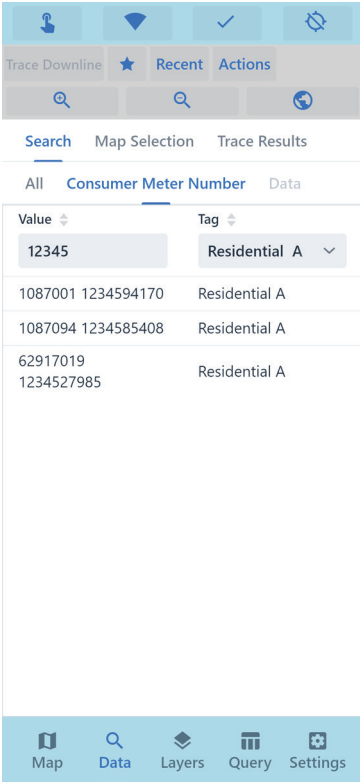 Trace Downline Recent Actions
Search Map Selection Trace Results
All Consumer Meter Number Data
Value Tag
12345 Residential A
1087001 1234594170 Residential A
1087094 1234585408 Residential A
62917019
1234527985 Residential A
Map Data Layers Query Settings